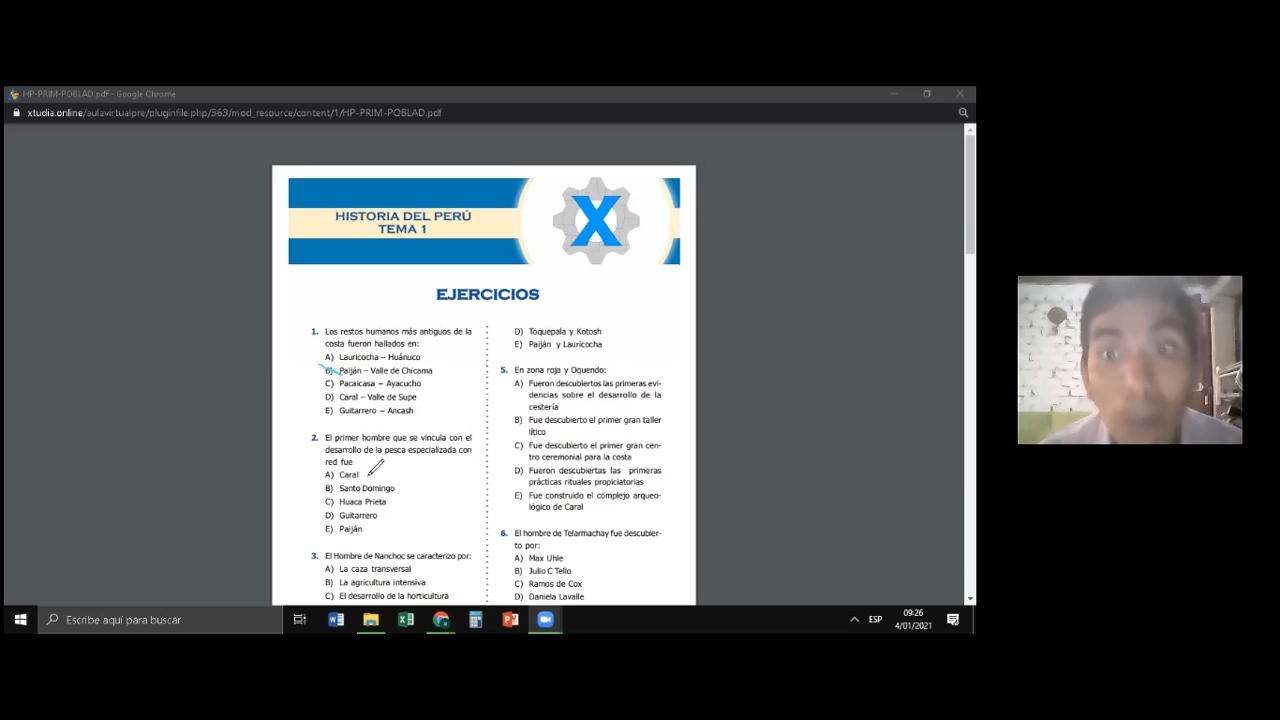 HP-PRIM-POBLAD.pdf - Google Chrome
xtudia.online/aulavirtualpre/pluginfile.php/363/mod_resource/content/1/HP-PRIM-POBLAD.pdf
HISTORIA DEL PERÚ
TEMA 1
X
EJERCICIOS
1. Los restos humanos más antiguos de la
costa fueron hallados en:
A) Lauricocha – Huánuco
B) Paiján – Valle de Chicama
C) Pacaicasa – Ayacucho
D) Caral – Valle de Supe
E) Guitarrero – Ancash
2. El primer hombre que se vincula con el
desarrollo de la pesca especializada con
red fue
A) Caral
B) Santo Domingo
C) Huaca Prieta
D) Guitarrero
E) Paiján
3. El Hombre de Nanchoc se caracterizo por:
A) La caza transversal
B) La agricultura intensiva
C) El desarrollo de la horticultura
D) Toquepala y Kotosh
E) Paiján y Lauricocha
5. En zona roja y Oquendo:
A) Fueron descubiertos las primeras evi-
dencias sobre el desarrollo de la
cestería
B) Fue descubierto el primer gran taller
lítico
C) Fue descubierto el primer gran cen-
tro ceremonial para la costa
D) Fueron descubiertas las primeras
prácticas rituales propiciatorias
E) Fue construido el complejo arqueo-
lógico de Caral
6. El hombre de Telarmachay fue descubier-
to por:
A) Max Uhle
B) Julio C Tello
C) Ramos de Cox
D) Daniela Lavalle
Escribe aquí para buscar
ESP
09:26
4/01/2021